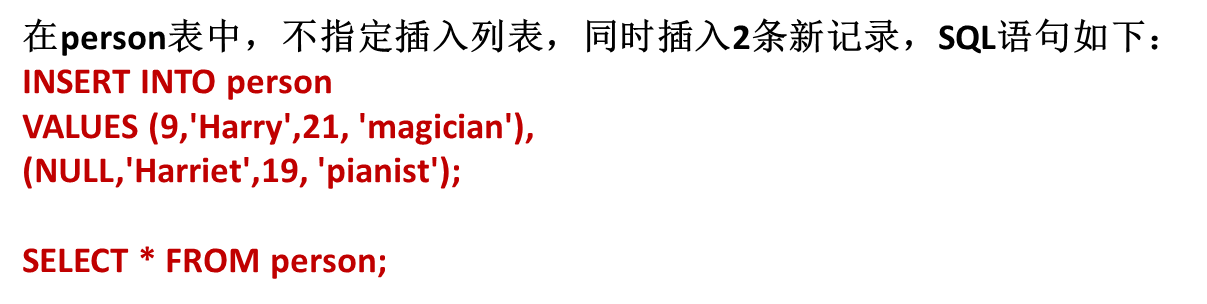 在person表中，不指定插入列表，同时插入2条新记录，SQL语句如下：
INSERT INTO person
VALUES (9,'Harry',21, 'magician'),
(NULL,'Harriet',19, 'pianist');
SELECT * FROM person;